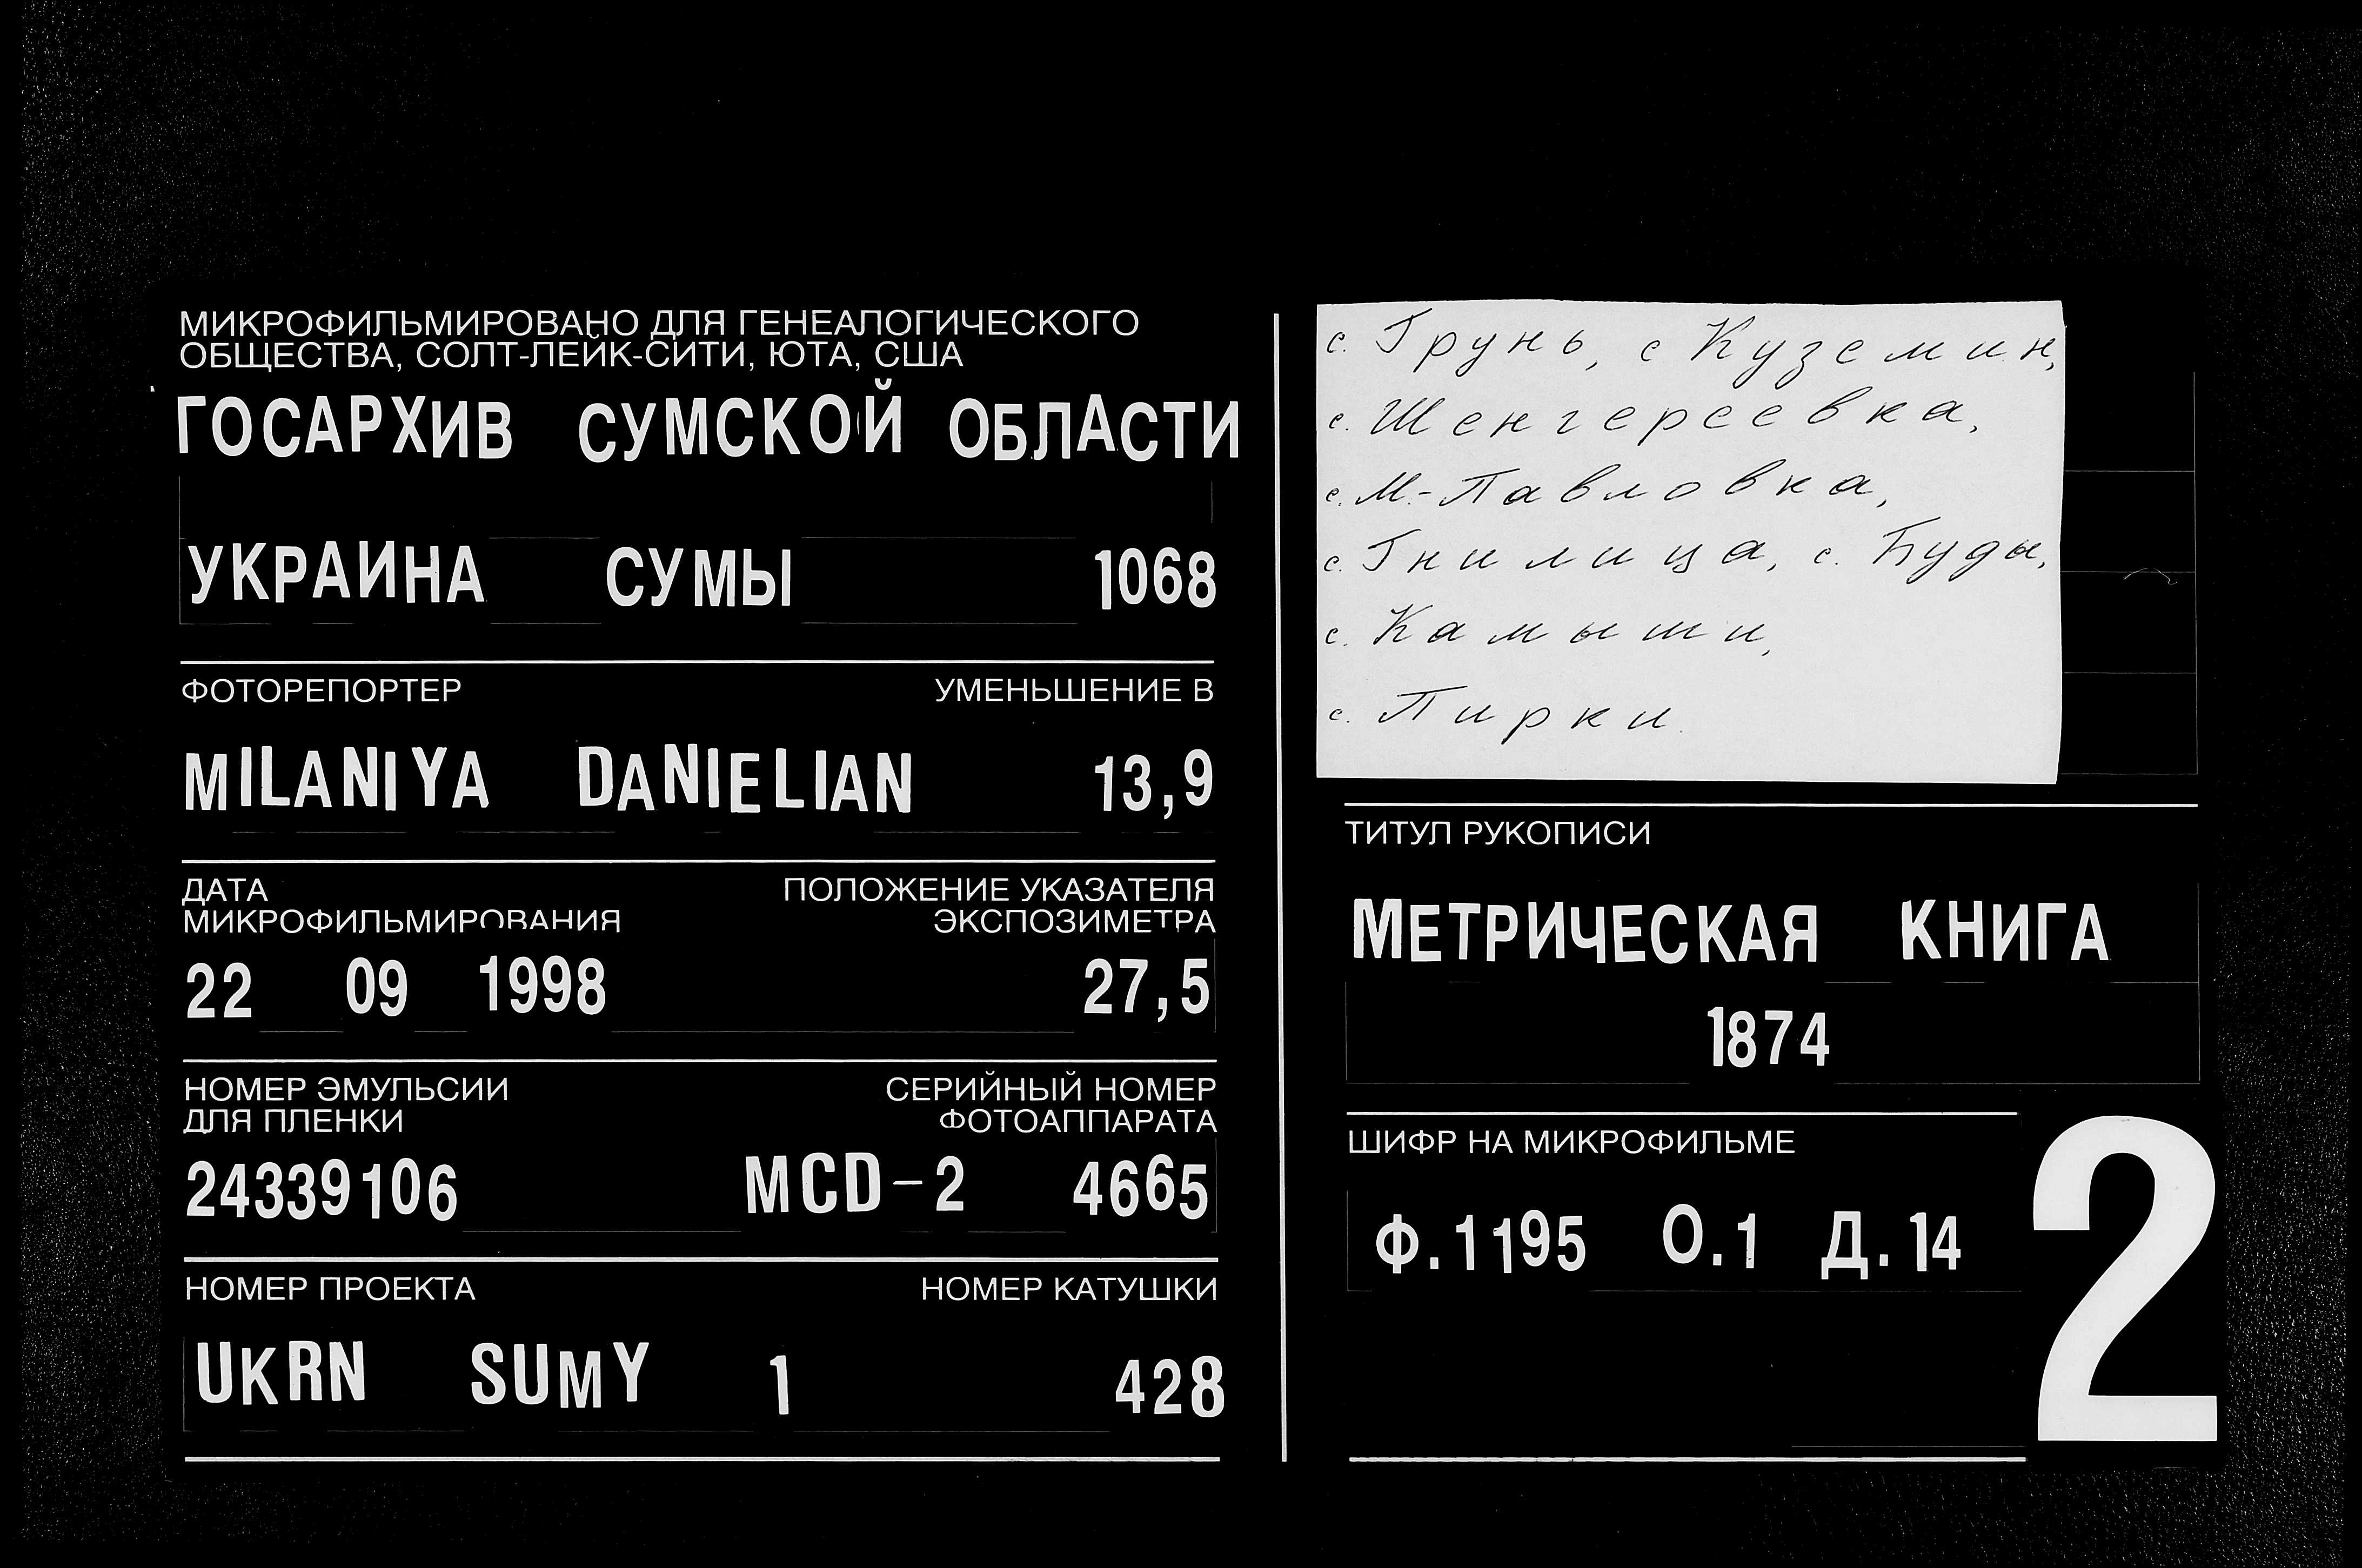 МИКРОФИЛЬМИРОВАНО ДЛЯ ГЕНЕАЛОГИЧЕСКОГО
ОБЩЕСТВА, СОЛТ-ЛЕЙК-СИТИ, ЮТА, США
ГОСАРХИВ СУМСКОЙ ОБЛАСТИ
УКРАИНА СУМЫ 1068
ФОТОРЕПОРТЕР УМЕНЬШЕНИЕ В
MILANIYA DANIELIAN 13,9
ДАТА ПОЛОЖЕНИЕ УКАЗАТЕЛЯ
МИКРОФИЛЬМИРОВАНИЯ ЭКСПОЗИМЕТРА
22 09 1998 27,5
НОМЕР ЭМУЛЬСИИ СЕРИЙНЫЙ НОМЕР
ДЛЯ ПЛЕНКИ ФОТОАППАРАТА
24339106 MCD-2 4665
НОМЕР ПРОЕКТА НОМЕР КАТУШКИ
UKRN SUMY 1 428
с. Грунь, с Куземин,
с. Шенгереевка,
с. М.-Павловка,
с. Гнилица, с. Буды,
с. Камыши,
с. Пирки.
ТИТУЛ РУКОПИСИ
МЕТРИЧЕСКАЯ КНИГА
1874
ШИФР НА МИКРОФИЛЬМЕ
Ф.1195 О.1 Д.14
2